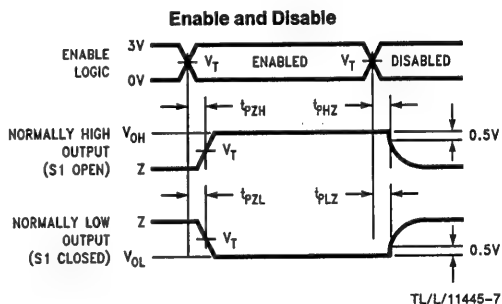 Enable and Disable
ENABLE LOGIC
3V
0V
VT
ENABLED
VT
DISABLED
tPZH
tPHZ
NORMALLY HIGH
OUTPUT
(S1 OPEN)
VOH
Z
VT
0.5V
tPZL
tPLZ
NORMALLY LOW
OUTPUT
(S1 CLOSED)
Z
VOL
VT
0.5V
TL/L/11445-7